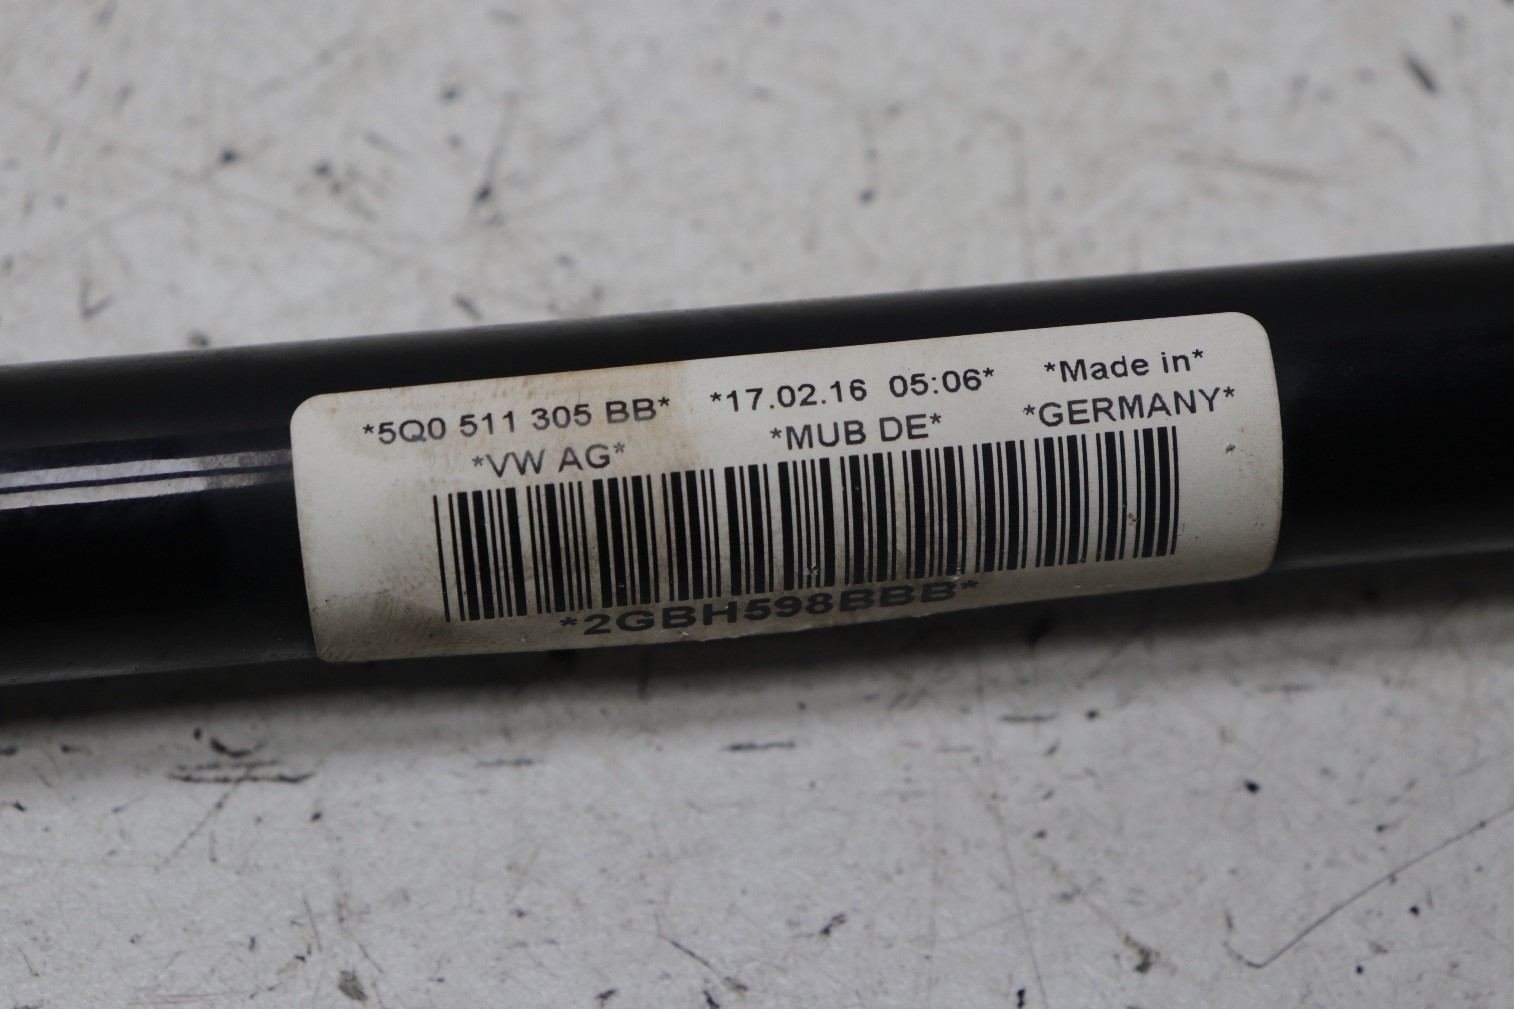 *5Q0 511 305 BB* *17.02.16 05:06* *Made in*
*VW AG* *MUB DE* *GERMANY*
*2GBH598BBB*